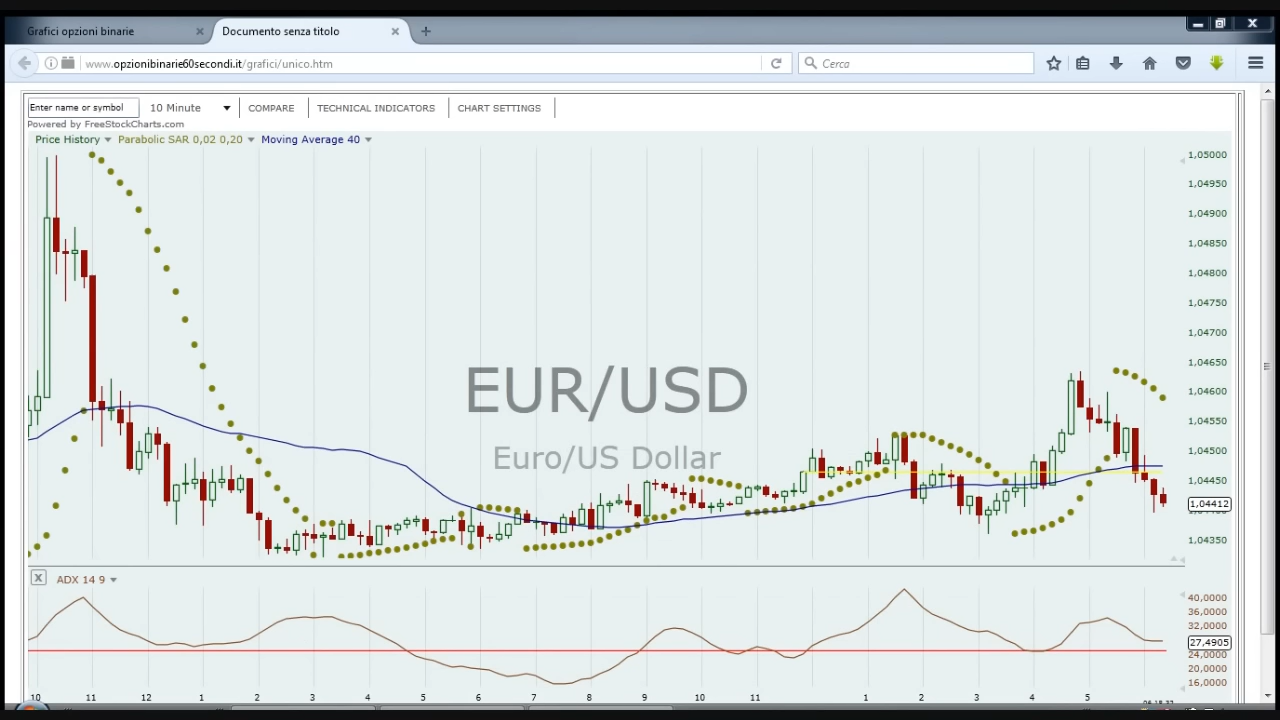 Grafici opzioni binarie
Documento senza titolo
www.opzionibinarie60secondi.it/grafici/unico.htm
Cerca
Enter name or symbol
10 Minute
COMPARE
TECHNICAL INDICATORS
CHART SETTINGS
Powered by FreeStockCharts.com
Price History
Parabolic SAR 0,02 0,20
Moving Average 40
1,05000
1,04950
1,04900
1,04850
1,04800
1,04750
1,04700
1,04650
1,04600
1,04550
1,04500
1,04450
1,04412
1,04350
EUR/USD
Euro/US Dollar
X
ADX 14 9
40,0000
36,0000
32,0000
27,4905
24,0000
20,0000
16,0000
10 11 12 1 2 3 4 5 6 7 8 9 10 11 1 2 3 4 5